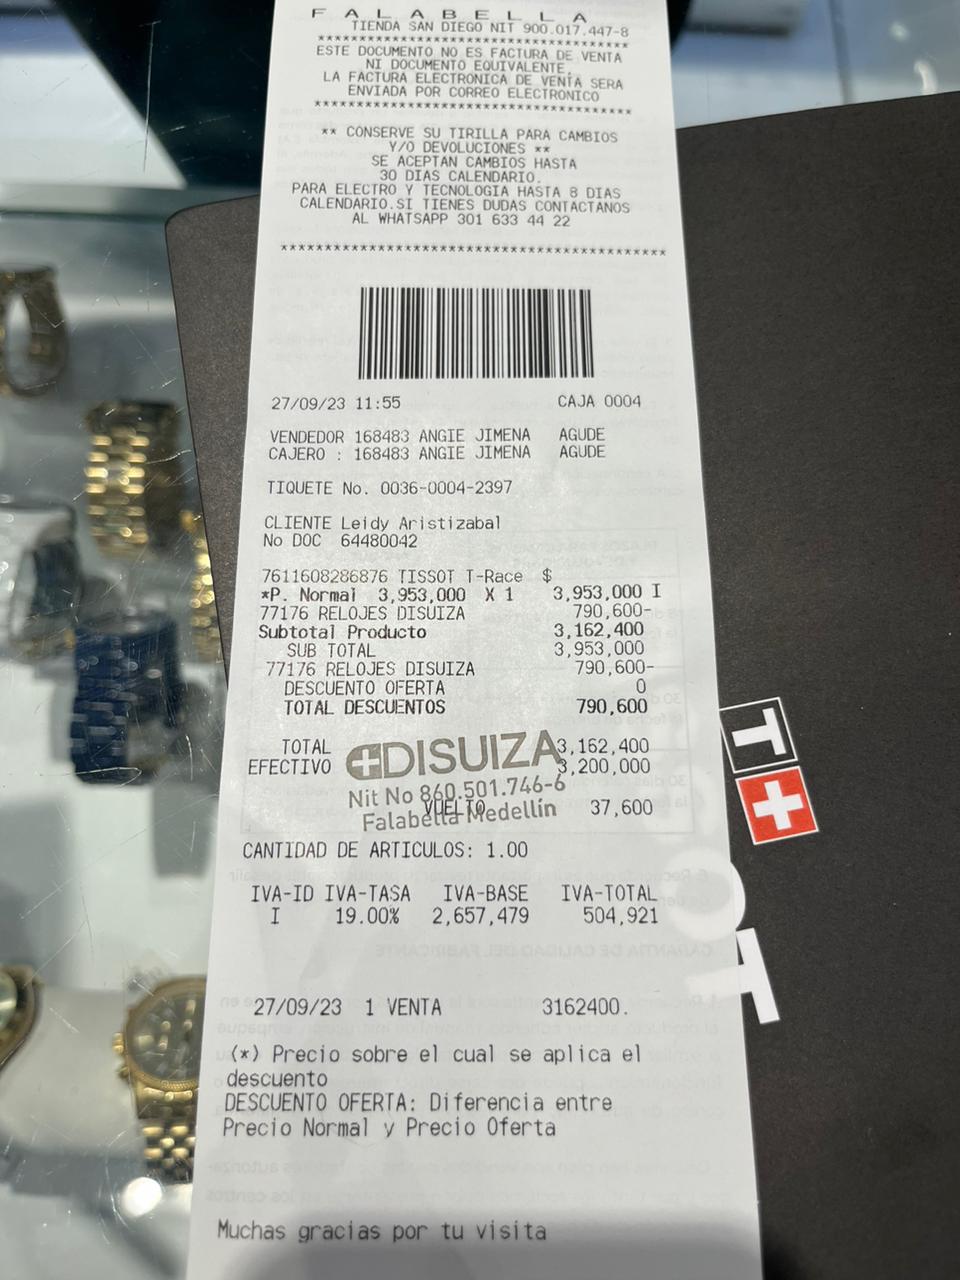 FALABELLA
TIENDA SAN DIEGO NIT 900.017.447-8
************************************
ESTE DOCUMENTO NO ES FACTURA DE VENTA
NI DOCUMENTO EQUIVALENTE,
LA FACTURA ELECTRONICA DE VENTA SERA
ENVIADA POR CORREO ELECTRONICO
************************************
** CONSERVE SU TIRILLA PARA CAMBIOS
Y/O DEVOLUCIONES **
SE ACEPTAN CAMBIOS HASTA
30 DIAS CALENDARIO.
PARA ELECTRO Y TECNOLOGIA HASTA 8 DIAS
CALENDARIO.SI TIENES DUDAS CONTACTANOS
AL WHATSAPP 301 633 44 22
******************************************
27/09/23 11:55 CAJA 0004
VENDEDOR 168483 ANGIE JIMENA AGUDE
CAJERO : 168483 ANGIE JIMENA AGUDE
TIQUETE No. 0036-0004-2397
CLIENTE Leidy Aristizabal
No DOC 64480042
7611608286876 TISSOT T-Race $
*P. Normal 3,953,000 X 1 3,953,000 I
77176 RELOJES DISUIZA 790,600-
Subtotal Producto 3,162,400
SUB TOTAL 3,953,000
77176 RELOJES DISUIZA 790,600-
DESCUENTO OFERTA 0
TOTAL DESCUENTOS 790,600
TOTAL 3,162,400
EFECTIVO 3,200,000
DISUIZA
Nit No 860.501.746-6
Falabella Medellín
VUELTO 37,600
CANTIDAD DE ARTICULOS: 1.00
IVA-ID IVA-TASA IVA-BASE IVA-TOTAL
I 19.00% 2,657,479 504,921
27/09/23 1 VENTA 3162400.
(*) Precio sobre el cual se aplica el
descuento
DESCUENTO OFERTA: Diferencia entre
Precio Normal y Precio Oferta
Muchas gracias por tu visita
T